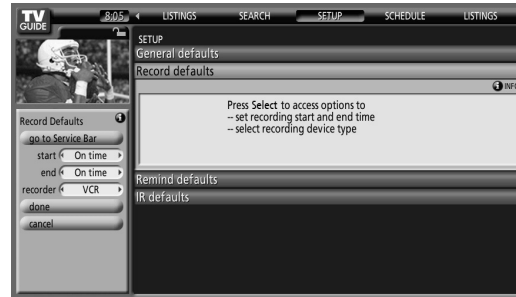 TV
GUIDE
8:05
LISTINGS SEARCH SETUP SCHEDULE LISTINGS
SETUP
General defaults
Record defaults
INFO
Press Select to access options to
– set recording start and end time
– select recording device type
Remind defaults
IR defaults
Record Defaults
go to Service Bar
start On time
end On time
recorder VCR
done
cancel